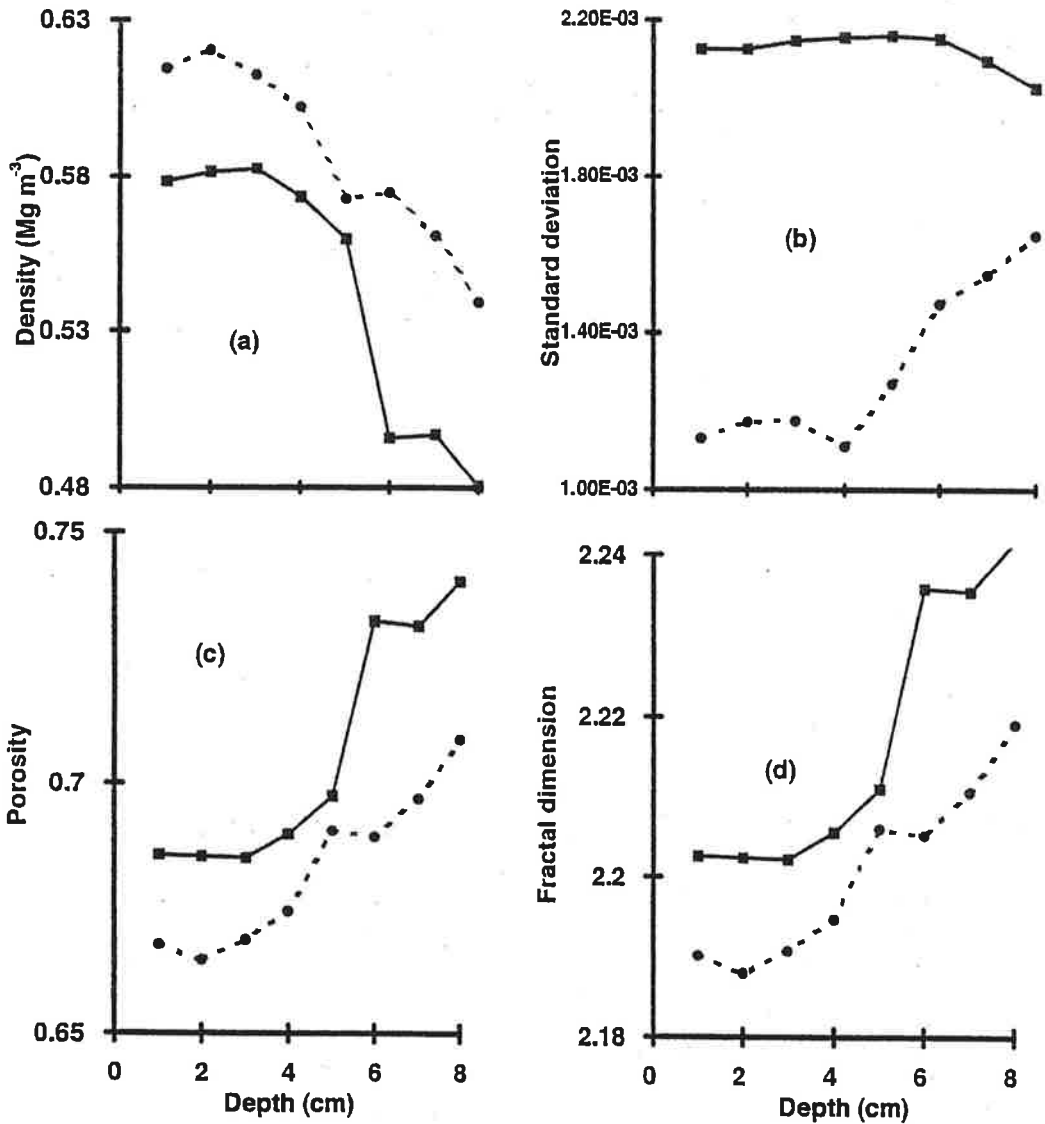 0.63
0.58
0.53
0.48
Density (Mg m⁻³)
(a)
2.20E-03
1.80E-03
1.40E-03
1.00E-03
Standard deviation
(b)
0.75
0.7
0.65
Porosity
(c)
0 2 4 6 8
Depth (cm)
2.24
2.22
2.2
2.18
Fractal dimension
(d)
0 2 4 6 8
Depth (cm)